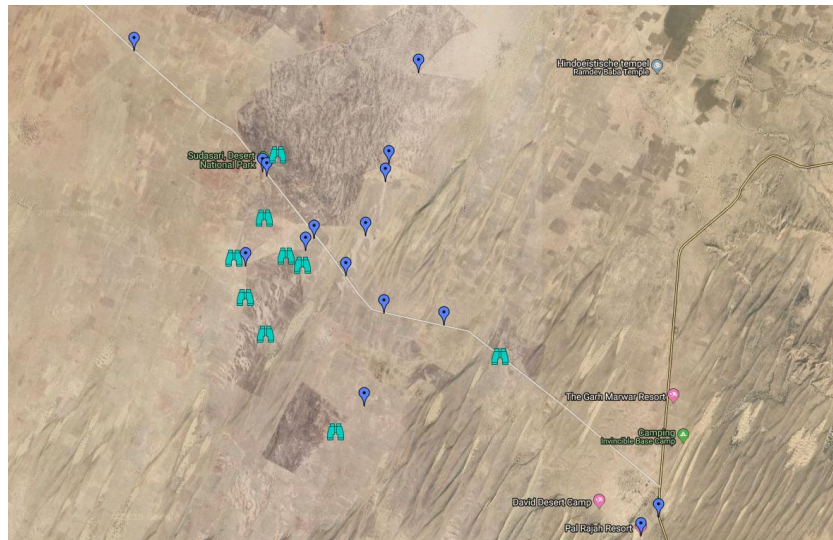 Hindoeïstische tempel
Ramdev Baba Temple
Sudasari, Desert
National Park
The Garh Marwar Resort
Camping
Invincible Base Camp
David Desert Camp
Pal Rajah Resort